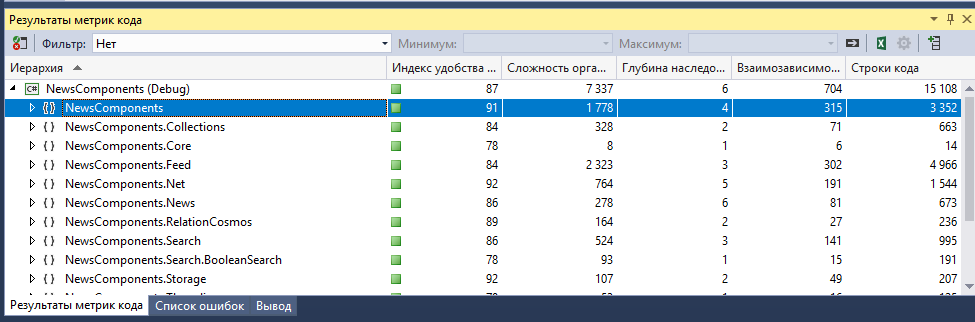 Результаты метрик кода
Фильтр: Нет Минимум: Максимум:
Иерархия Индекс удобства ... Сложность орга... Глубина наследо... Взаимозависимо... Строки кода
C# NewsComponents (Debug) 87 7 337 6 704 15 108
{} NewsComponents 91 1 778 4 315 3 352
{} NewsComponents.Collections 84 328 2 71 663
{} NewsComponents.Core 78 8 1 6 14
{} NewsComponents.Feed 84 2 323 3 302 4 966
{} NewsComponents.Net 92 764 5 191 1 544
{} NewsComponents.News 86 278 6 81 673
{} NewsComponents.RelationCosmos 89 164 2 27 236
{} NewsComponents.Search 86 524 3 141 995
{} NewsComponents.Search.BooleanSearch 78 93 1 15 191
{} NewsComponents.Storage 92 107 2 49 207
Результаты метрик кода Список ошибок Вывод